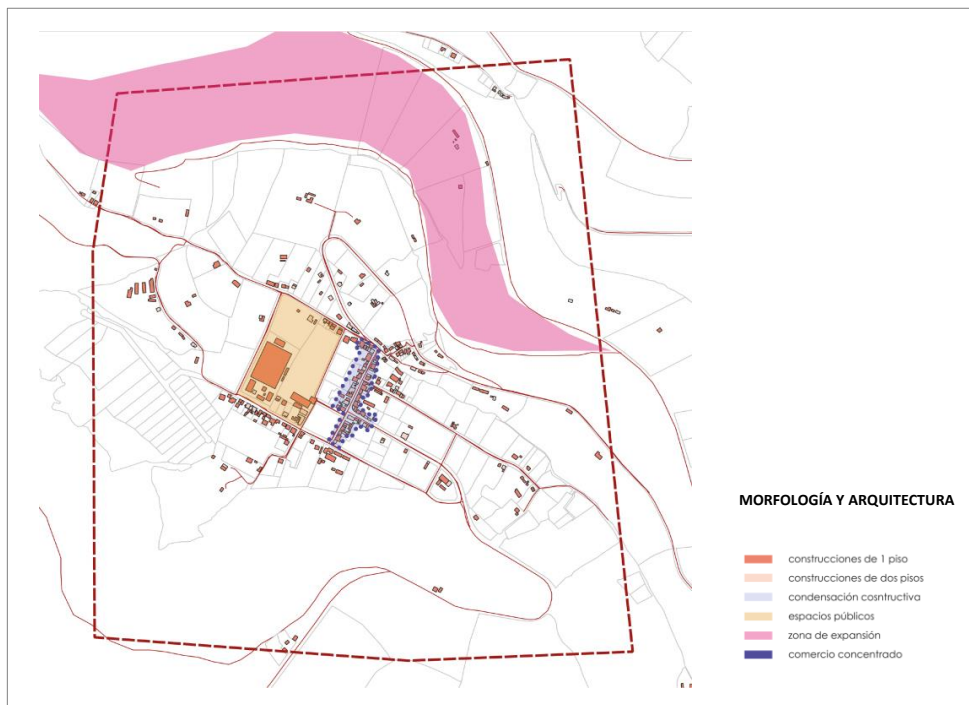 MORFOLOGÍA Y ARQUITECTURA
construcciones de 1 piso
construcciones de dos pisos
condensación cosntructiva
espacios públicos
zona de expansión
comercio concentrado